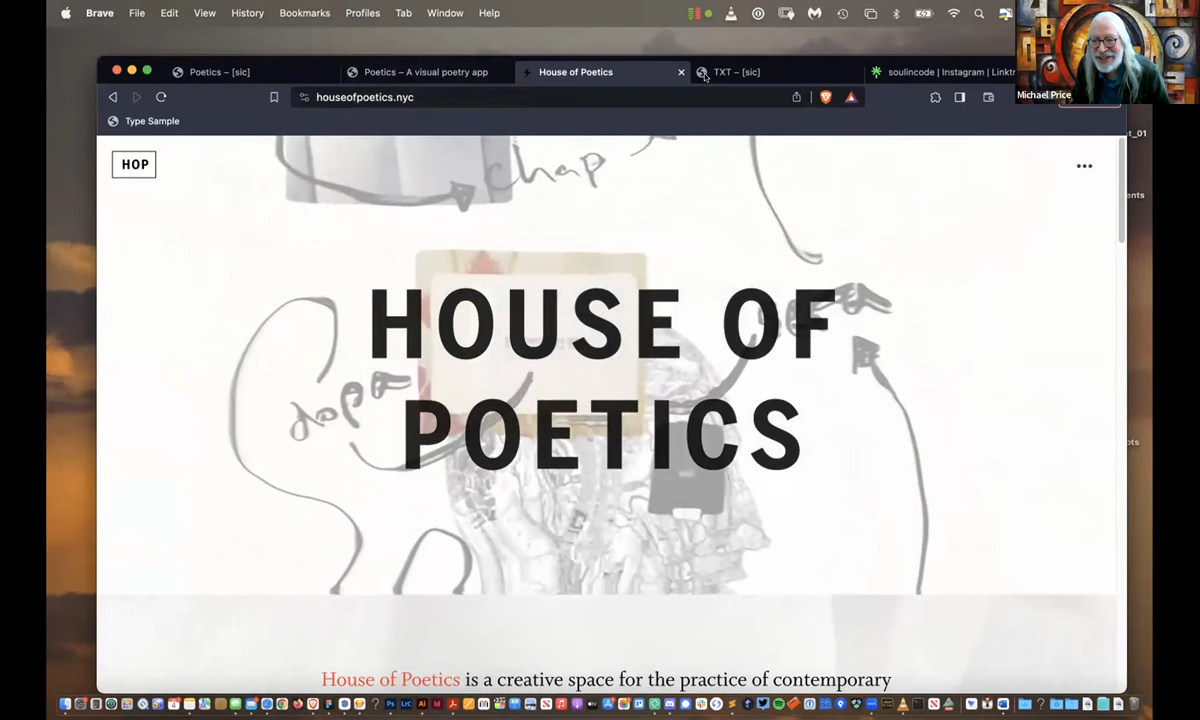 Brave File Edit View History Bookmarks Profiles Tab Window Help
Poetics – [sic]
Poetics – A visual poetry app
House of Poetics
TXT – [sic]
soulincode | Instagram | Linktr
houseofpoetics.nyc
Type Sample
Michael Price
HOP
chap
HOUSE OF
POETICS
House of Poetics is a creative space for the practice of contemporary